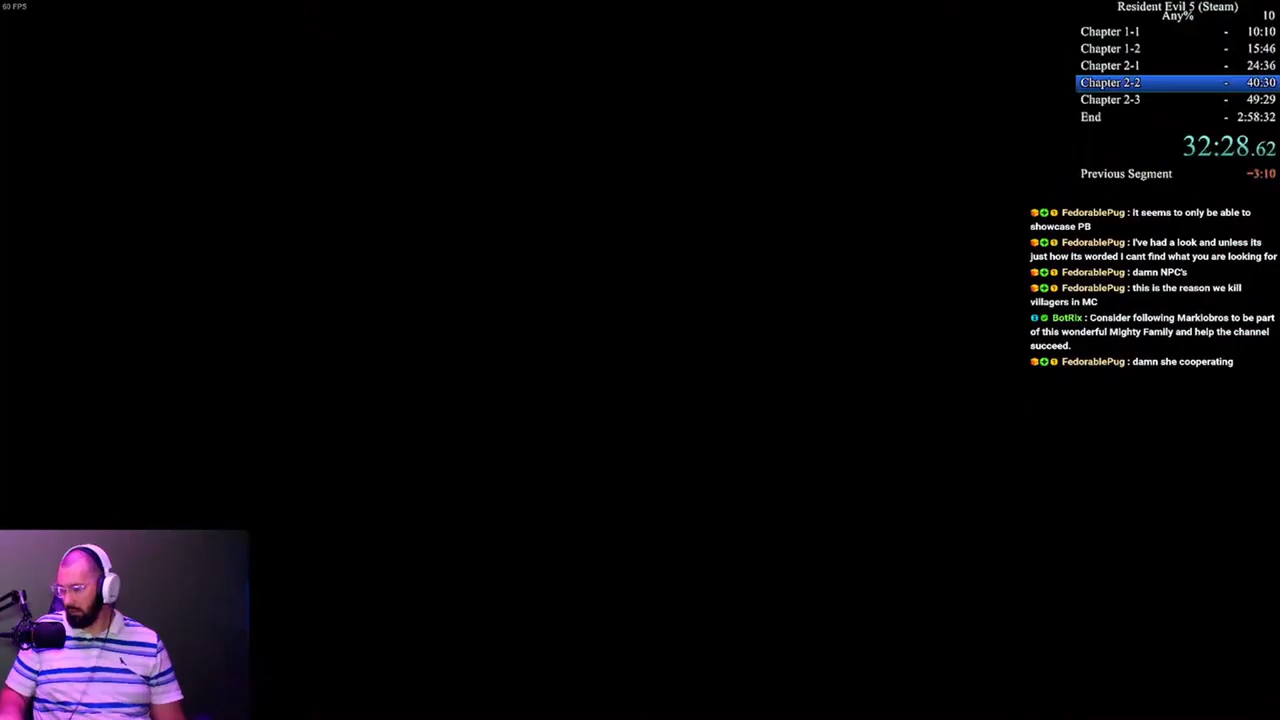 60 FPS
Resident Evil 5 (Steam)
Any% 10
Chapter 1-1 - 10:10
Chapter 1-2 - 15:46
Chapter 2-1 - 24:36
Chapter 2-2 - 40:30
Chapter 2-3 - 49:29
End - 2:58:32
32:28.62
Previous Segment -3:10
FedorablePug : It seems to only be able to
showcase PB
FedorablePug : I've had a look and unless its
just how its worded I cant find what you are looking for
FedorablePug : damn NPC's
FedorablePug : this is the reason we kill
villagers in MC
BotRix : Consider following Markiobros to be part
of this wonderful Mighty Family and help the channel
succeed.
FedorablePug : damn she cooperating